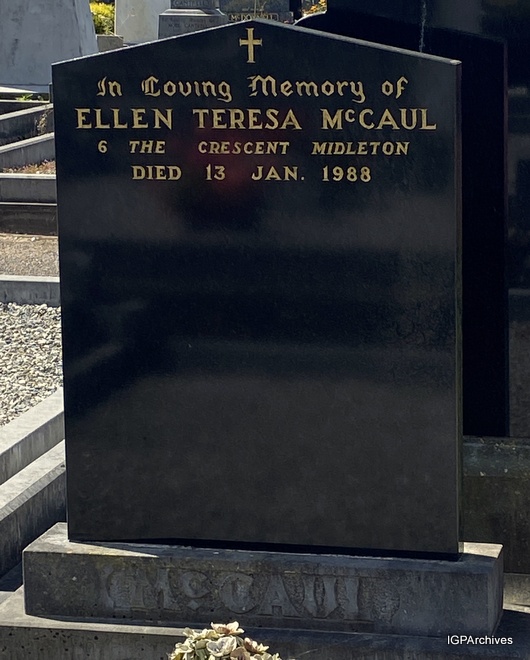 In Loving Memory of
ELLEN TERESA McCAUL
6 THE CRESCENT MIDLETON
DIED 13 JAN. 1988
McCAUL
IGPArchives